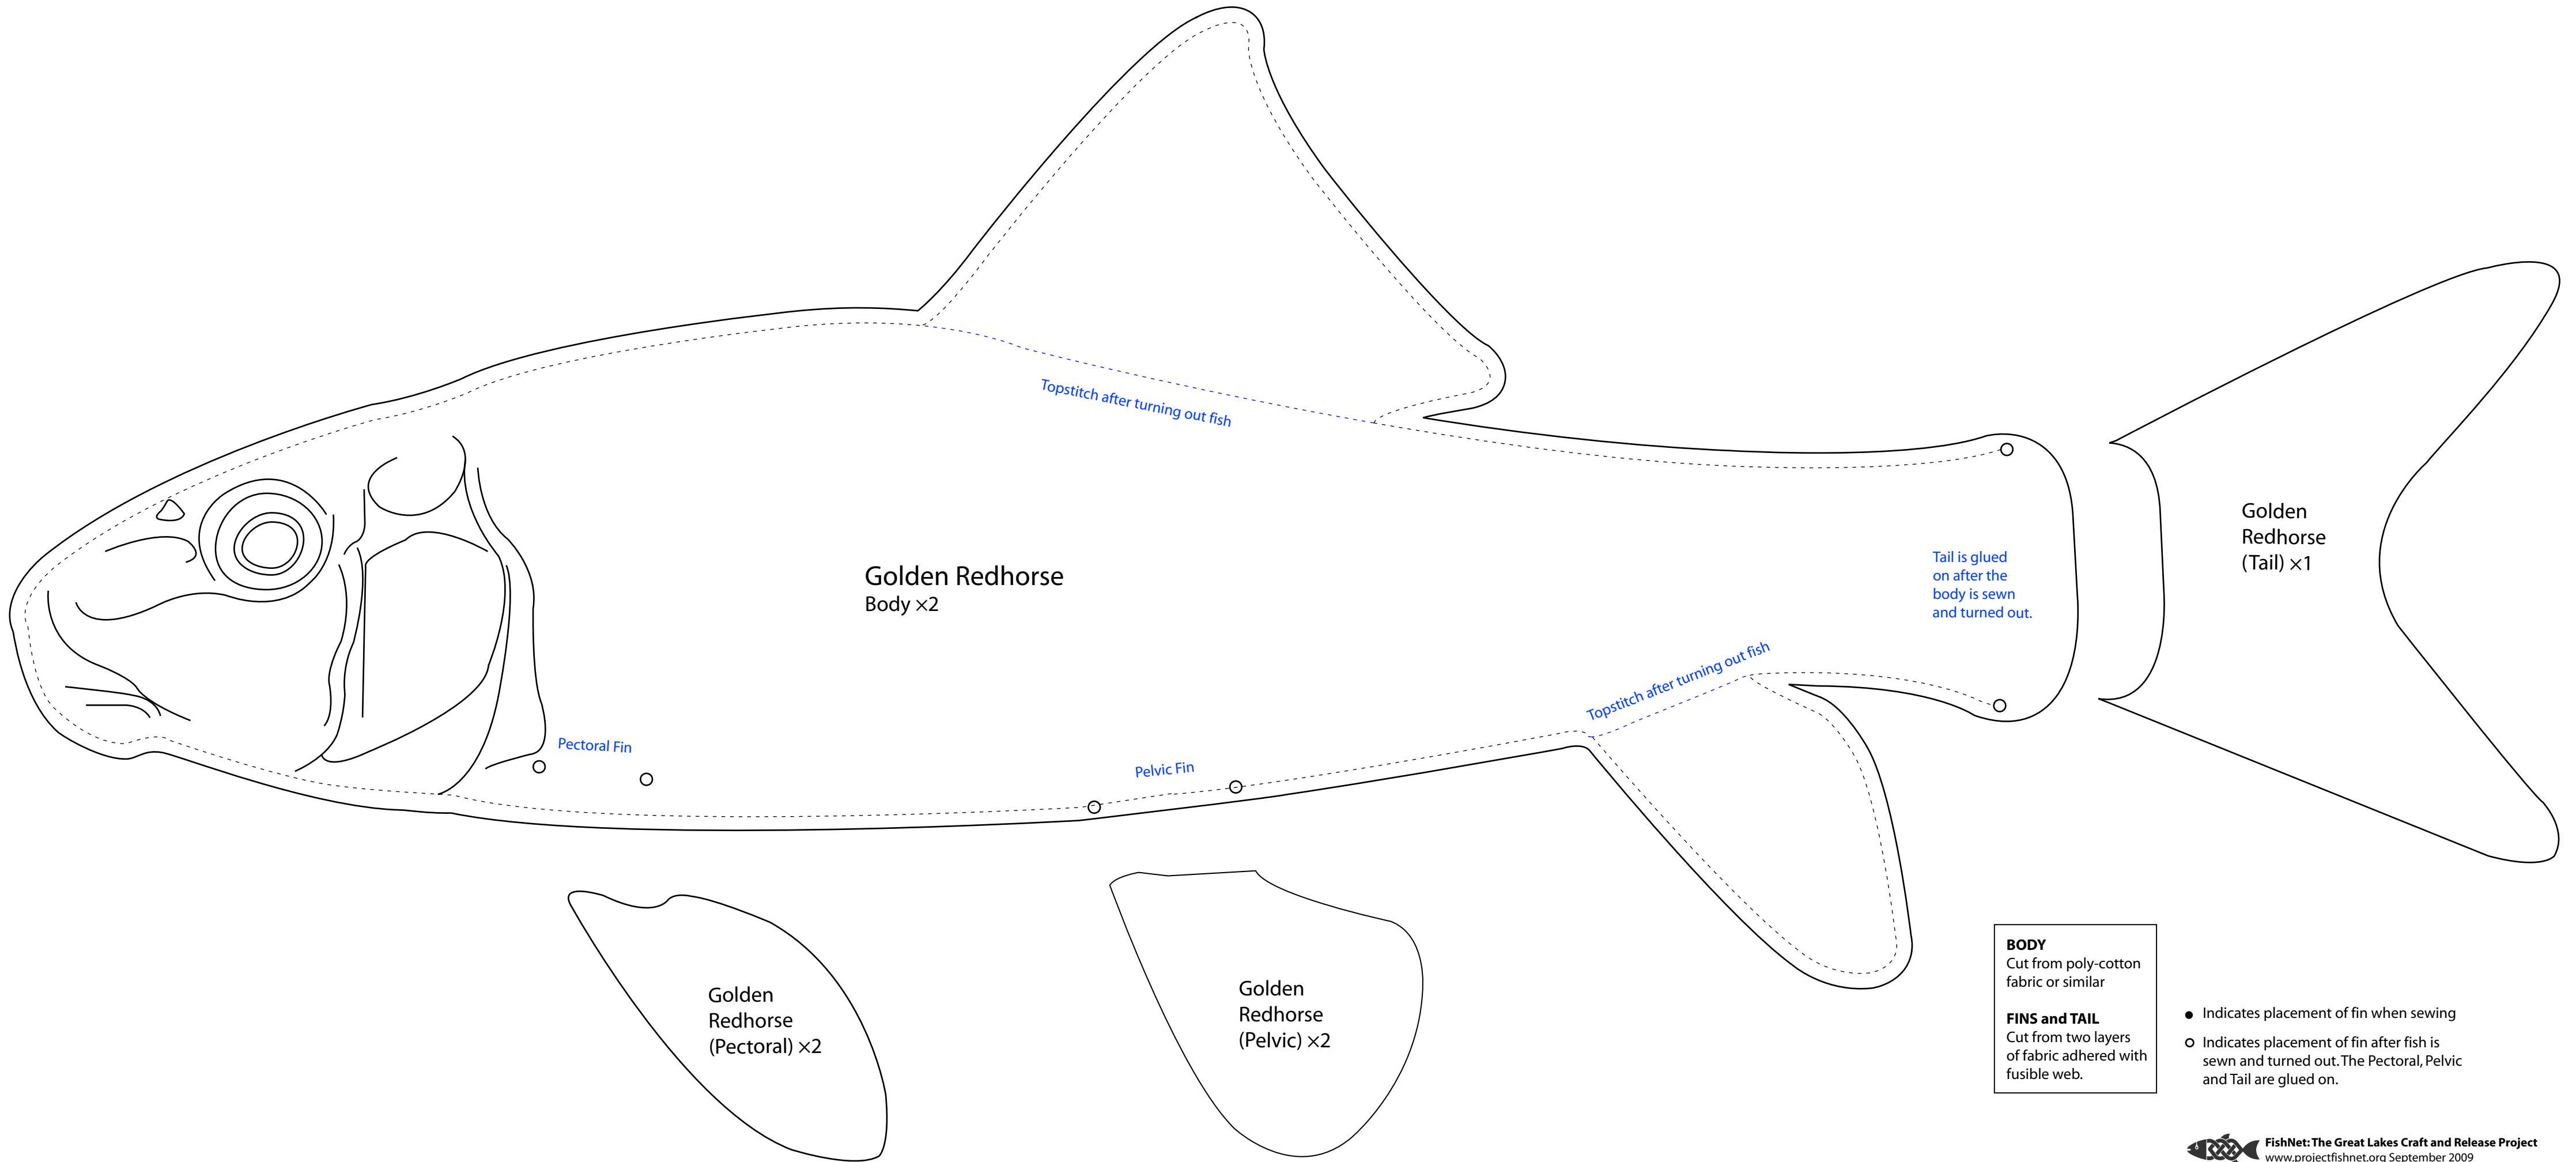 Topstitch after turning out fish
Golden Redhorse
Body ×2
Tail is glued
on after the
body is sewn
and turned out.
Golden
Redhorse
(Tail) ×1
Topstitch after turning out fish
Pectoral Fin
Pelvic Fin
Golden
Redhorse
(Pectoral) ×2
Golden
Redhorse
(Pelvic) ×2
BODY
Cut from poly-cotton
fabric or similar
FINS and TAIL
Cut from two layers
of fabric adhered with
fusible web.
Indicates placement of fin when sewing
Indicates placement of fin after fish is
sewn and turned out. The Pectoral, Pelvic
and Tail are glued on.
FishNet: The Great Lakes Craft and Release Project
www.projectfishnet.org September 2009